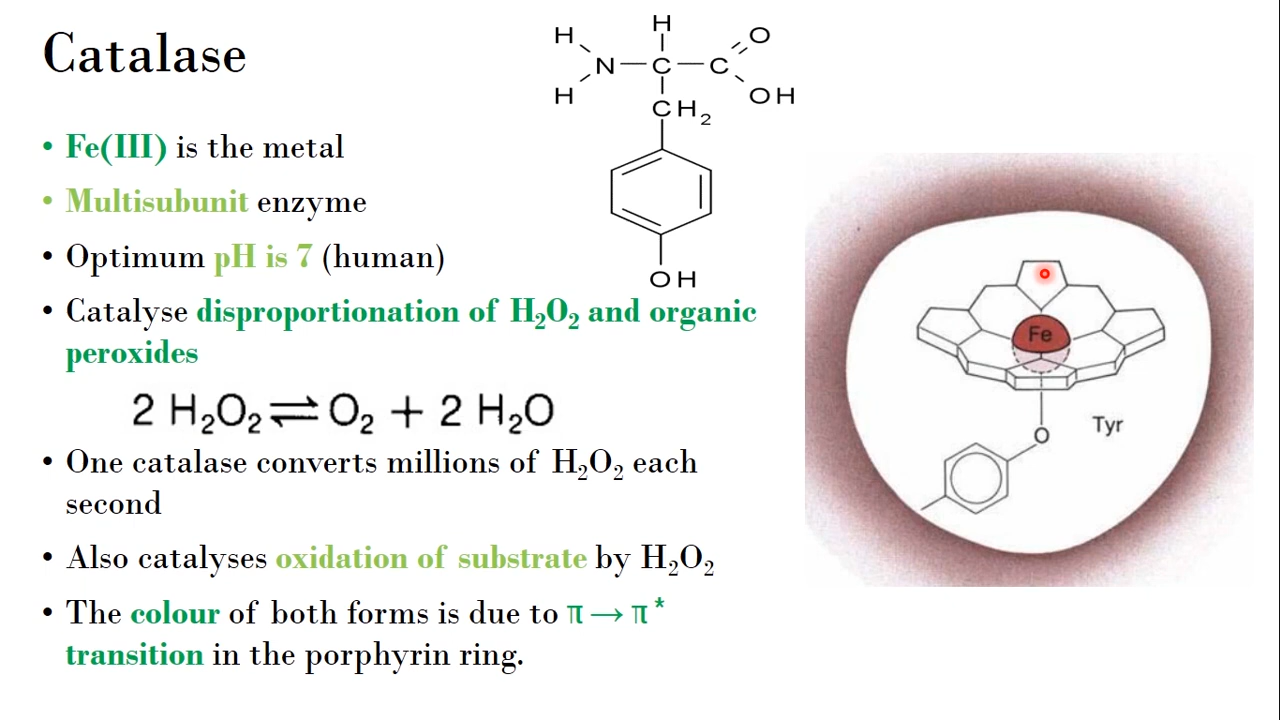 Catalase
H H O
N C C
H CH₂ OH
OH
• Fe(III) is the metal
• Multisubunit enzyme
• Optimum pH is 7 (human)
• Catalyse disproportionation of H₂O₂ and organic
peroxides
2 H₂O₂ ⇌ O₂ + 2 H₂O
• One catalase converts millions of H₂O₂ each
second
• Also catalyses oxidation of substrate by H₂O₂
• The colour of both forms is due to π → π*
transition in the porphyrin ring.
Fe
O Tyr